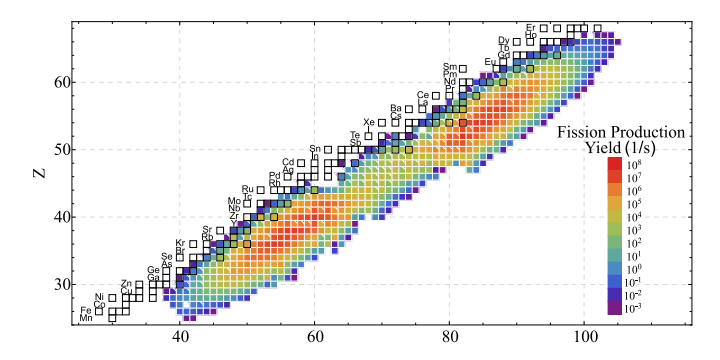 Er
Ho
Dy
Tb
Gd
Eu
Sm
Pm
Nd
Pr
Ce
La
Ba
Cs
Xe
Te
Sb
Sn
In
Cd
Ag
Pd
Rh
Ru
Tc
Mo
Nb
Zr
Y
Sr
Rb
Kr
Br
Se
As
Ge
Ga
Zn
Cu
Ni
Co
Fe
Mn
Z
60
50
40
30
40
60
80
100
Fission Production
Yield (1/s)
10⁸
10⁷
10⁶
10⁵
10⁴
10³
10²
10¹
10⁰
10⁻¹
10⁻²
10⁻³